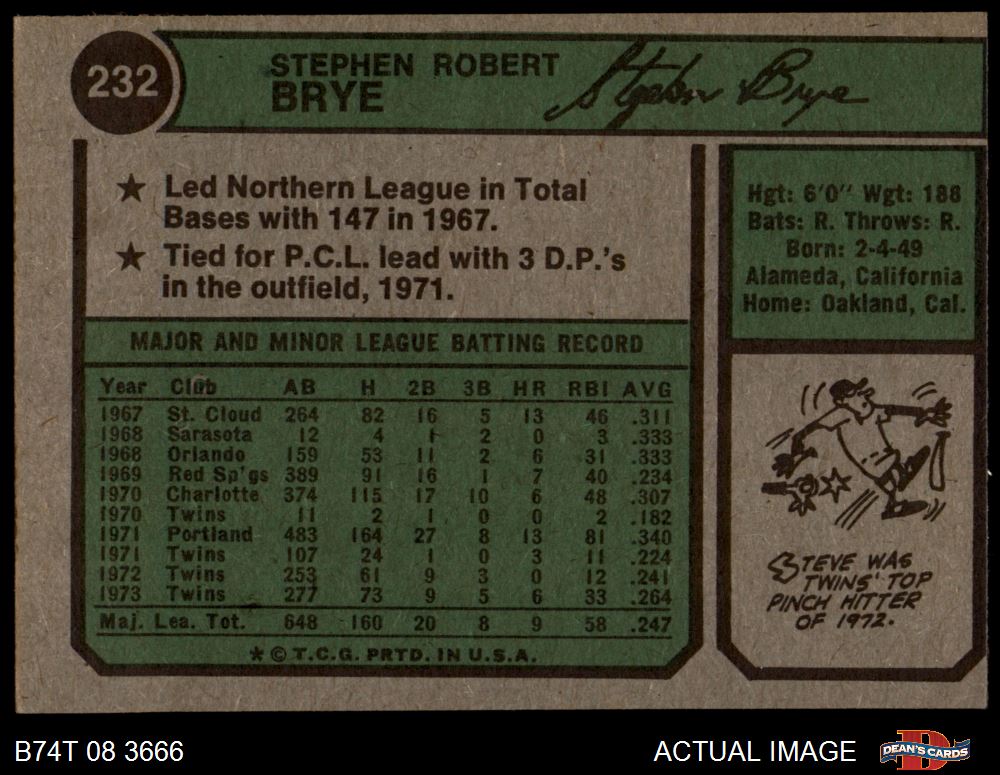 232
STEPHEN ROBERT
BRYE
Stephen Brye
★ Led Northern League in Total
Bases with 147 in 1967.
★ Tied for P.C.L. lead with 3 D.P.'s
in the outfield, 1971.
Hgt: 6'0" Wgt: 188
Bats: R. Throws: R.
Born: 2-4-49
Alameda, California
Home: Oakland, Cal.
MAJOR AND MINOR LEAGUE BATTING RECORD
Year Club AB H 2B 3B HR RBI AVG
1967 St. Cloud 264 82 16 5 13 46 .311
1968 Sarasota 12 4 1 2 0 3 .333
1968 Orlando 159 53 11 2 6 31 .333
1969 Red Sp'gs 389 91 16 1 7 40 .234
1970 Charlotte 374 115 17 10 6 48 .307
1970 Twins 11 2 1 0 0 2 .182
1971 Portland 483 164 27 8 13 81 .340
1971 Twins 107 24 1 0 3 11 .224
1972 Twins 253 61 9 3 0 12 .241
1973 Twins 277 73 9 5 6 33 .264
Maj. Lea. Tot. 648 160 20 8 9 58 .247
★ © T.C.G. PRTD. IN U.S.A.
STEVE WAS
TWINS' TOP
PINCH HITTER
OF 1972.
B74T 08 3666
ACTUAL IMAGE
D
DEAN'S CARDS